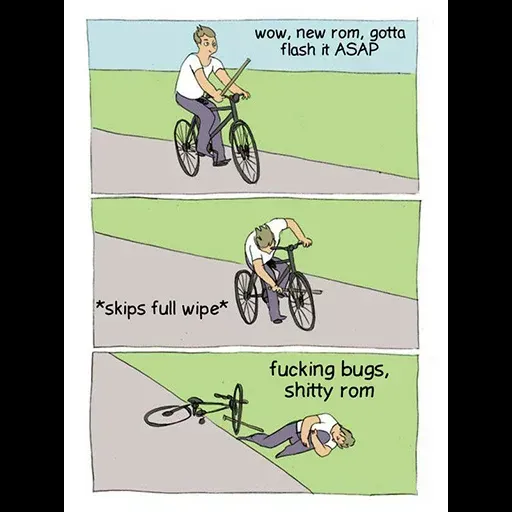 wow, new rom, gotta
flash it ASAP
*skips full wipe*
fucking bugs,
shitty rom